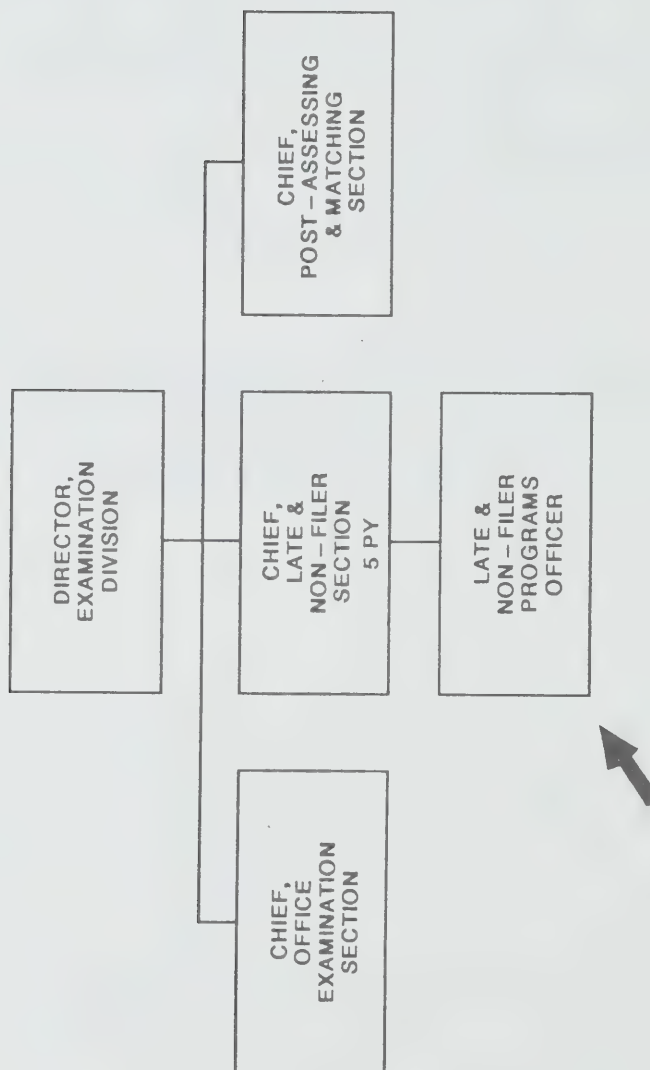 DIRECTOR,
EXAMINATION
DIVISION
CHIEF,
OFFICE
EXAMINATION
SECTION
CHIEF,
LATE &
NON – FILER
SECTION
5 PY
CHIEF,
POST – ASSESSING
& MATCHING
SECTION
LATE &
NON – FILER
PROGRAMS
OFFICER